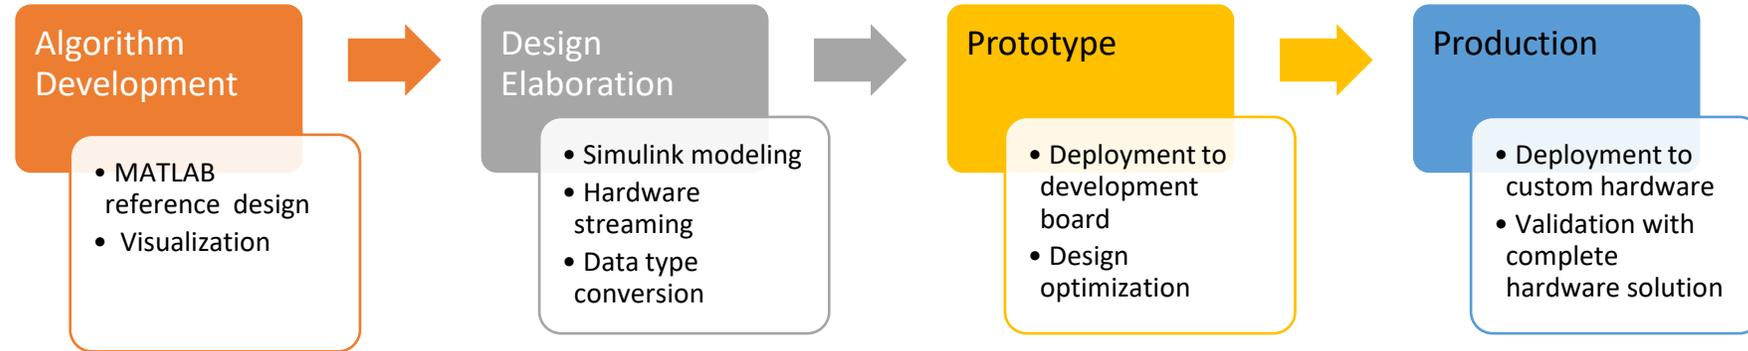 Algorithm
Development
• MATLAB
reference design
• Visualization
Design
Elaboration
• Simulink modeling
• Hardware
streaming
• Data type
conversion
Prototype
• Deployment to
development
board
• Design
optimization
Production
• Deployment to
custom hardware
• Validation with
complete
hardware solution